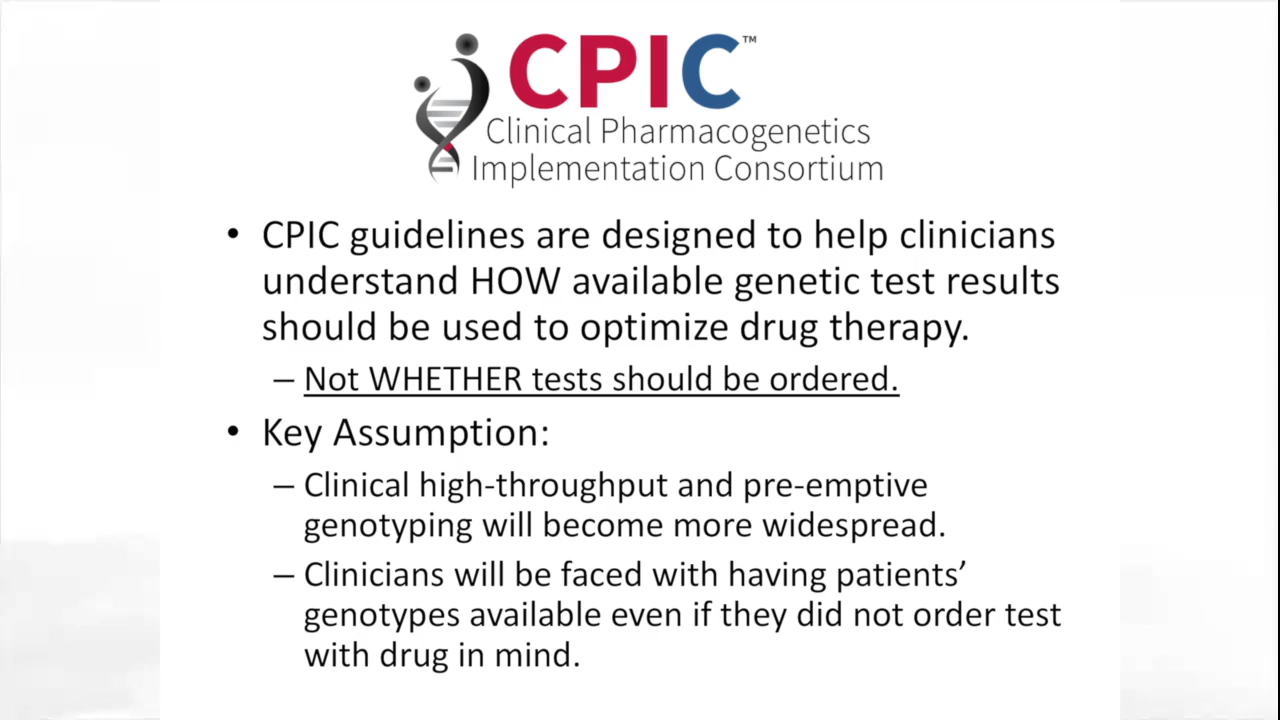 CPIC™
Clinical Pharmacogenetics
Implementation Consortium
• CPIC guidelines are designed to help clinicians
understand HOW available genetic test results
should be used to optimize drug therapy.
– Not WHETHER tests should be ordered.
• Key Assumption:
– Clinical high-throughput and pre-emptive
genotyping will become more widespread.
– Clinicians will be faced with having patients’
genotypes available even if they did not order test
with drug in mind.